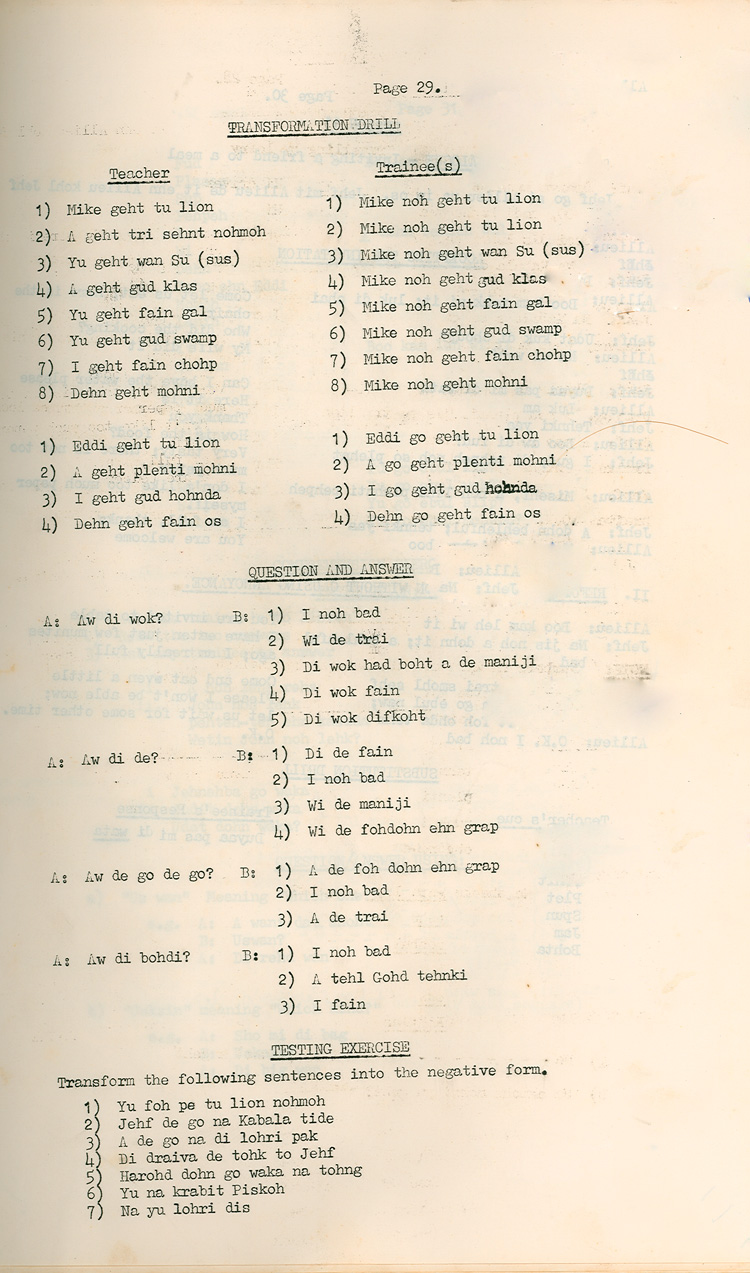 Page 29.
TRANSFORMATION DRILL
Teacher Trainee(s)
1) Mike geht tu lion 1) Mike noh geht tu lion
2) A geht tri sehnt nohmoh 2) Mike noh geht tu lion
3) Yu geht wan Su (sus) 3) Mike noh geht wan Su (sus)
4) A geht gud klas 4) Mike noh geht gud klas
5) Yu geht fain gal 5) Mike noh geht fain gal
6) Yu geht gud swamp 6) Mike noh geht gud swamp
7) I geht fain chohp 7) Mike noh geht fain chohp
8) Dehn geht mohni 8) Mike noh geht mohni
1) Eddi geht tu lion 1) Eddi go geht tu lion
2) A geht plenti mohni 2) A go geht plenti mohni
3) I geht gud hohnda 3) I go geht gud hohnda
4) Dehn geht fain os 4) Dehn go geht fain os
QUESTION AND ANSWER
A: Aw di wok? B: 1) I noh bad
2) Wi de trai
3) Di wok had boht a de maniji
4) Di wok fain
5) Di wok difkoht
A: Aw di de? B: 1) Di de fain
2) I noh bad
3) Wi de maniji
4) Wi de fohdohn ehn grap
A: Aw de go de go? B: 1) A de foh dohn ehn grap
2) I noh bad
3) A de trai
A: Aw di bohdi? B: 1) I noh bad
2) A tehl Gohd tehnki
3) I fain
TESTING EXERCISE
Transform the following sentences into the negative form.
1) Yu foh pe tu lion nohmoh
2) Jehf de go na Kabala tide
3) A de go na di lohri pak
4) Di draiva de tohk to Jehf
5) Harohd dohn go waka na tohng
6) Yu na krabit Piskoh
7) Na yu lohri dis